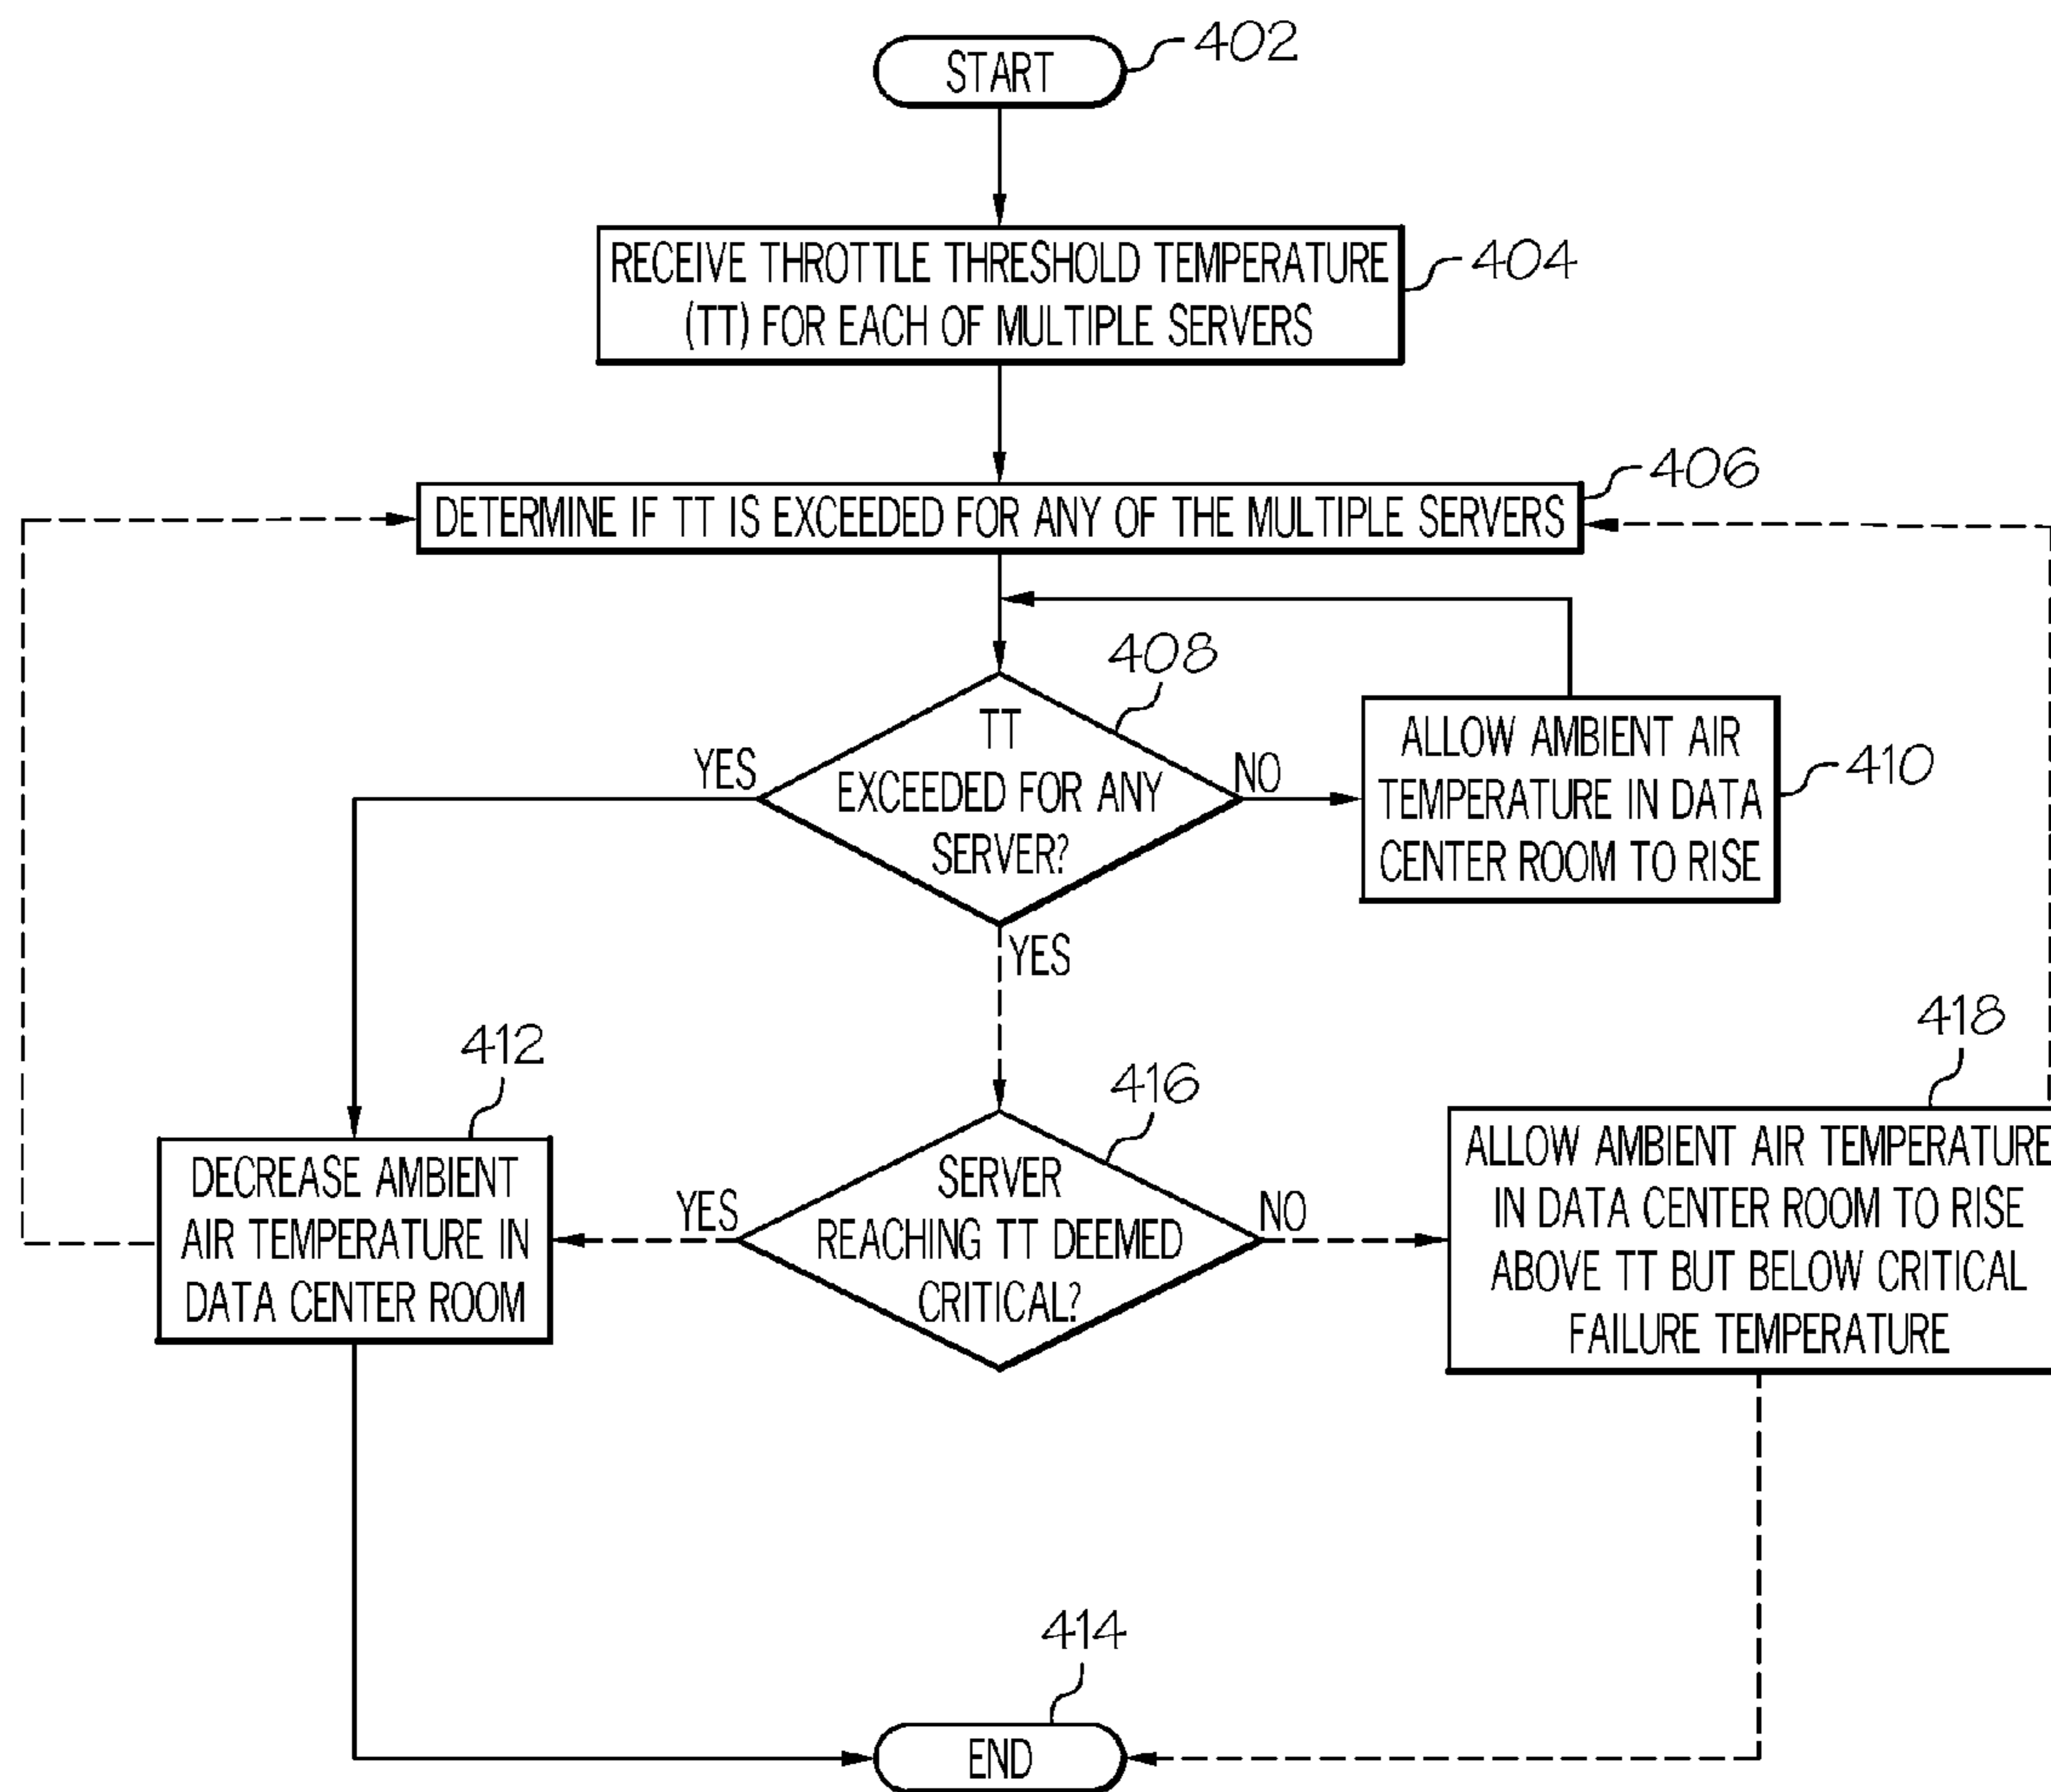 START
402
RECEIVE THROTTLE THRESHOLD TEMPERATURE
(TT) FOR EACH OF MULTIPLE SERVERS
404
DETERMINE IF TT IS EXCEEDED FOR ANY OF THE MULTIPLE SERVERS
406
408
TT
EXCEEDED FOR ANY
SERVER?
YES
NO
YES
ALLOW AMBIENT AIR
TEMPERATURE IN DATA
CENTER ROOM TO RISE
410
412
DECREASE AMBIENT
AIR TEMPERATURE IN
DATA CENTER ROOM
416
SERVER
REACHING TT DEEMED
CRITICAL?
YES
NO
418
ALLOW AMBIENT AIR TEMPERATURE
IN DATA CENTER ROOM TO RISE
ABOVE TT BUT BELOW CRITICAL
FAILURE TEMPERATURE
414
END